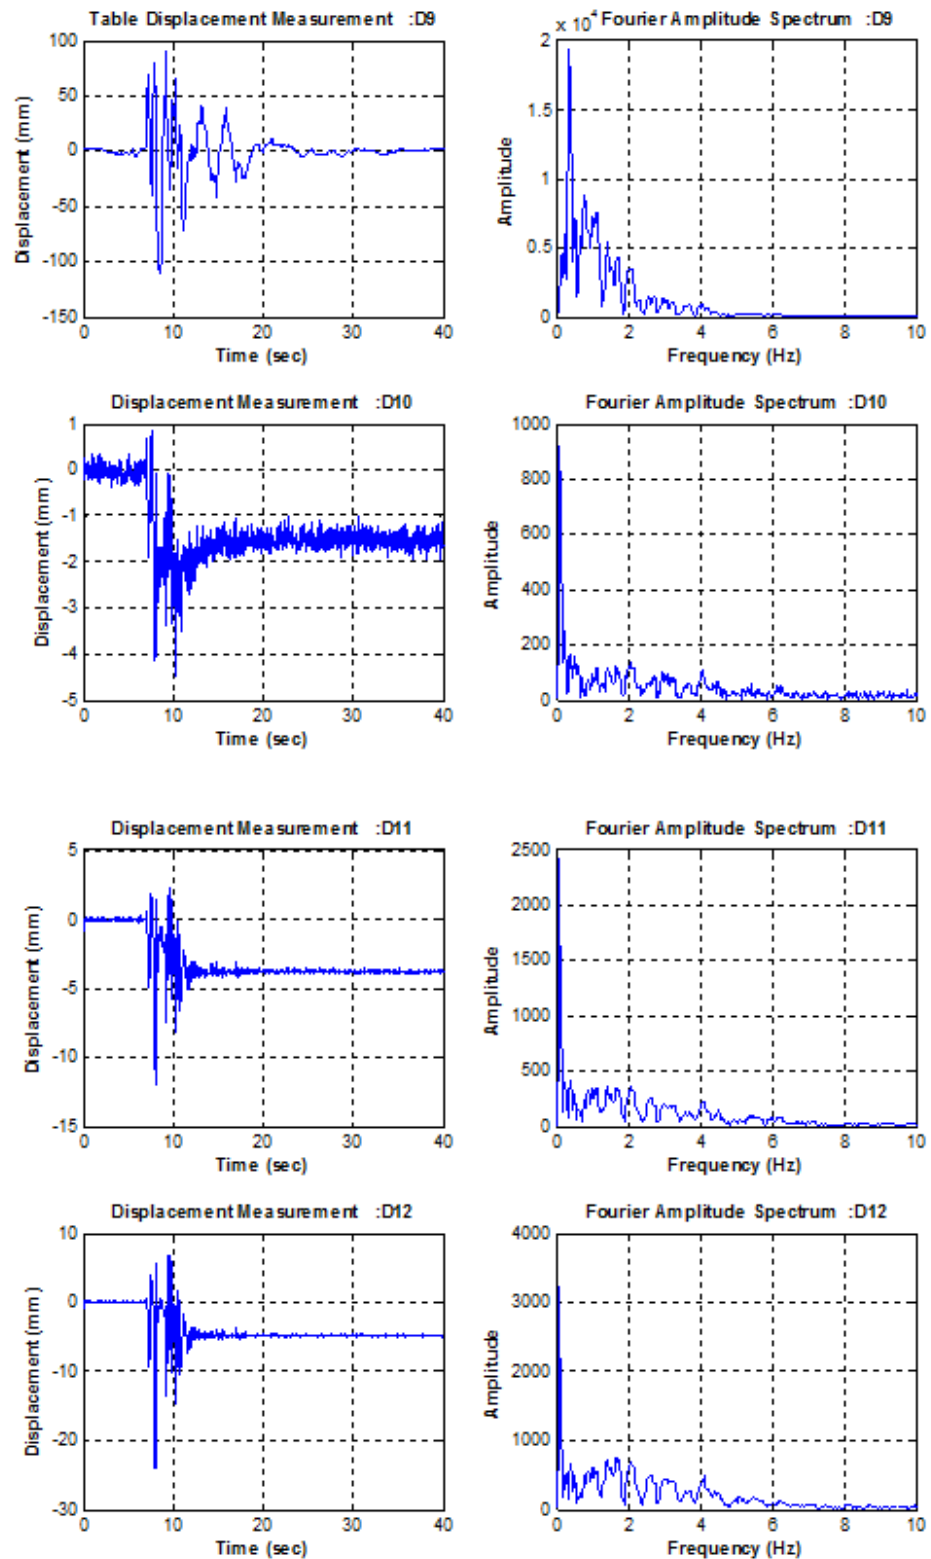 Table Displacement Measurement :D9
100
50
0
-50
-100
-150
0 10 20 30 40
Displacement (mm)
Time (sec)
x 10^4 Fourier Amplitude Spectrum :D9
2
1.5
1
0.5
0
0 2 4 6 8 10
Amplitude
Frequency (Hz)
Displacement Measurement :D10
1
0
-1
-2
-3
-4
-5
0 10 20 30 40
Displacement (mm)
Time (sec)
Fourier Amplitude Spectrum :D10
1000
800
600
400
200
0
0 2 4 6 8 10
Amplitude
Frequency (Hz)
Displacement Measurement :D11
5
0
-5
-10
-15
0 10 20 30 40
Displacement (mm)
Time (sec)
Fourier Amplitude Spectrum :D11
2500
2000
1500
1000
500
0
0 2 4 6 8 10
Amplitude
Frequency (Hz)
Displacement Measurement :D12
10
0
-10
-20
-30
0 10 20 30 40
Displacement (mm)
Time (sec)
Fourier Amplitude Spectrum :D12
4000
3000
2000
1000
0
0 2 4 6 8 10
Amplitude
Frequency (Hz)